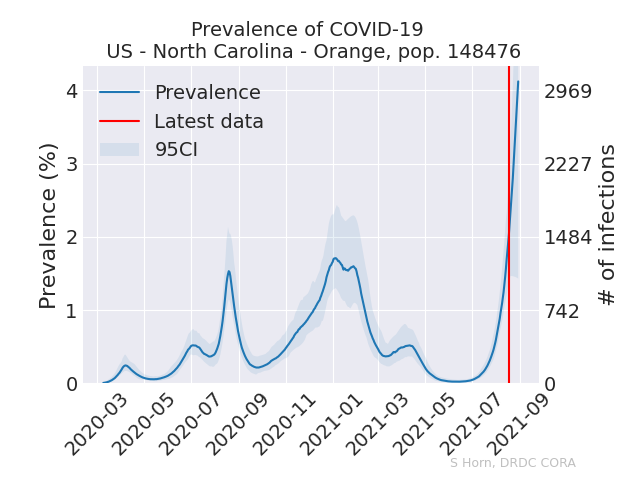 Prevalence of COVID-19
US - North Carolina - Orange, pop. 148476
Prevalence
Latest data
95CI
Prevalence (%)
4
3
2
1
0
2969
2227
1484
742
0
# of infections
2020-03
2020-05
2020-07
2020-09
2020-11
2021-01
2021-03
2021-05
2021-07
2021-09
S Horn, DRDC CORA